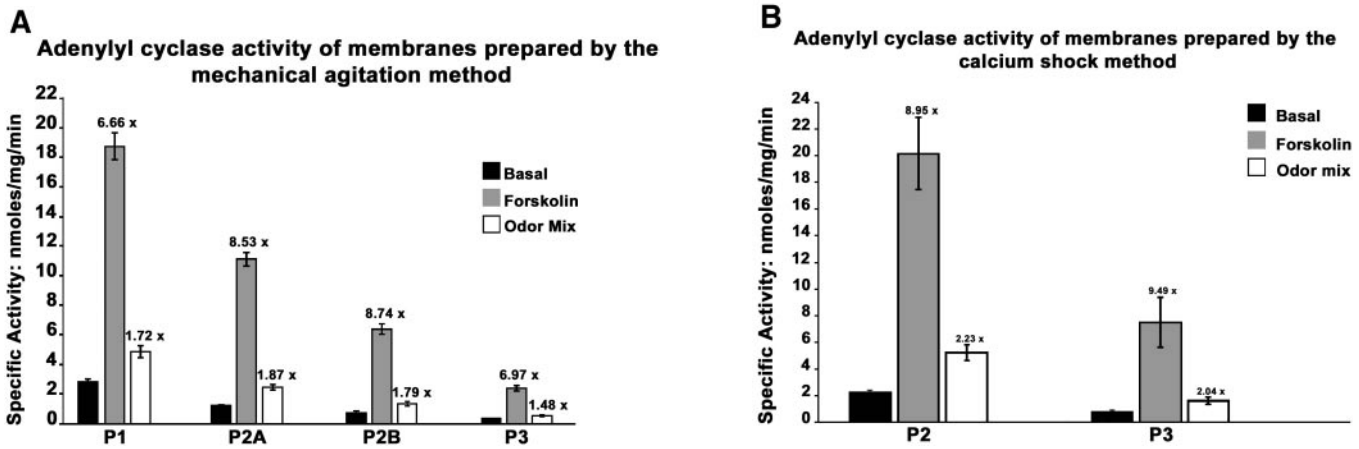 A
Adenylyl cyclase activity of membranes prepared by the
mechanical agitation method
Specific Activity: nmoles/mg/min
22
20
18
16
14
12
10
8
6
4
2
0
6.66 x
1.72 x
8.53 x
1.87 x
8.74 x
1.79 x
6.97 x
1.48 x
Basal
Forskolin
Odor Mix
P1 P2A P2B P3
B
Adenylyl cyclase activity of membranes prepared by the
calcium shock method
Specific Activity: nmoles/mg/min
24
22
20
18
16
14
12
10
8
6
4
2
0
8.95 x
2.23 x
9.49 x
2.04 x
Basal
Forskolin
Odor mix
P2 P3